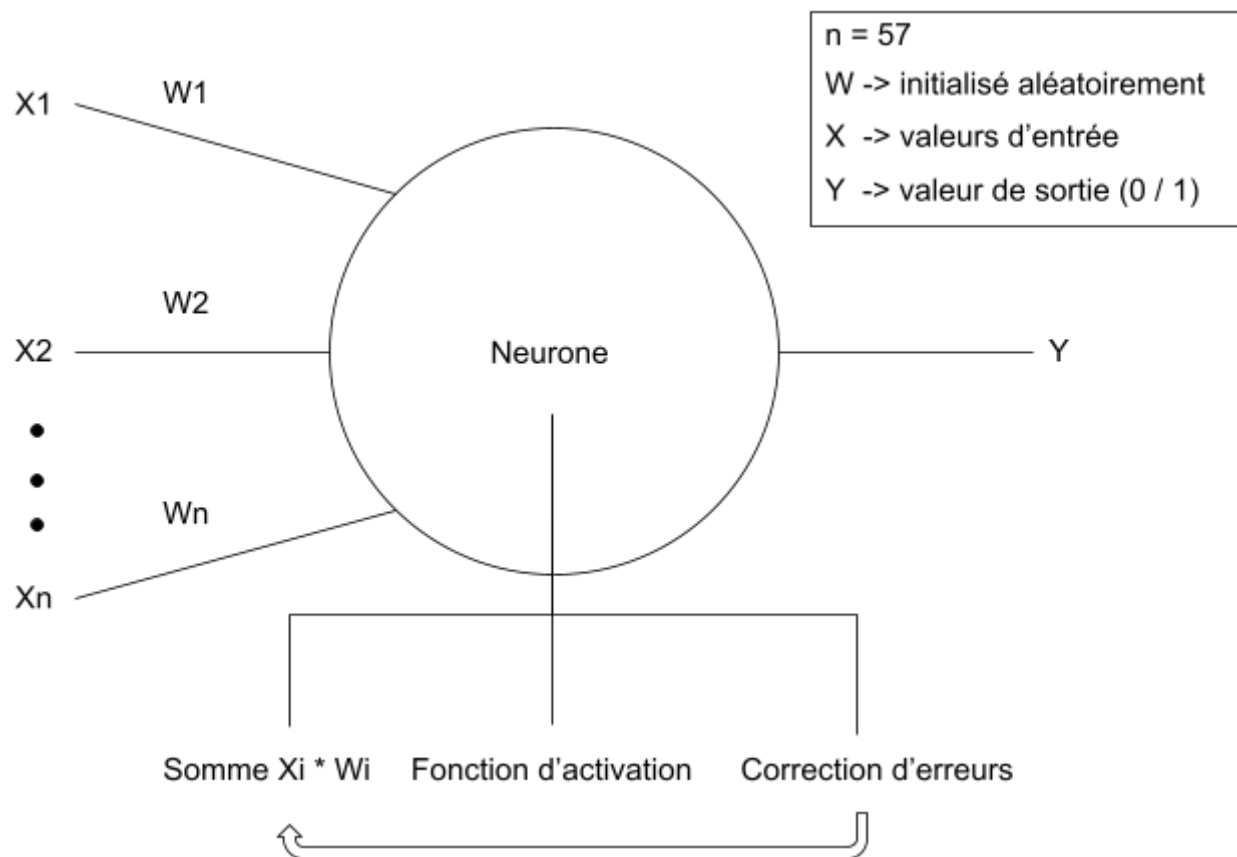 n = 57
W -> initialisé aléatoirement
X -> valeurs d'entrée
Y -> valeur de sortie (0 / 1)
X1
W1
X2
W2
Neurone
Y
Wn
Xn
Somme Xi * Wi
Fonction d'activation
Correction d'erreurs